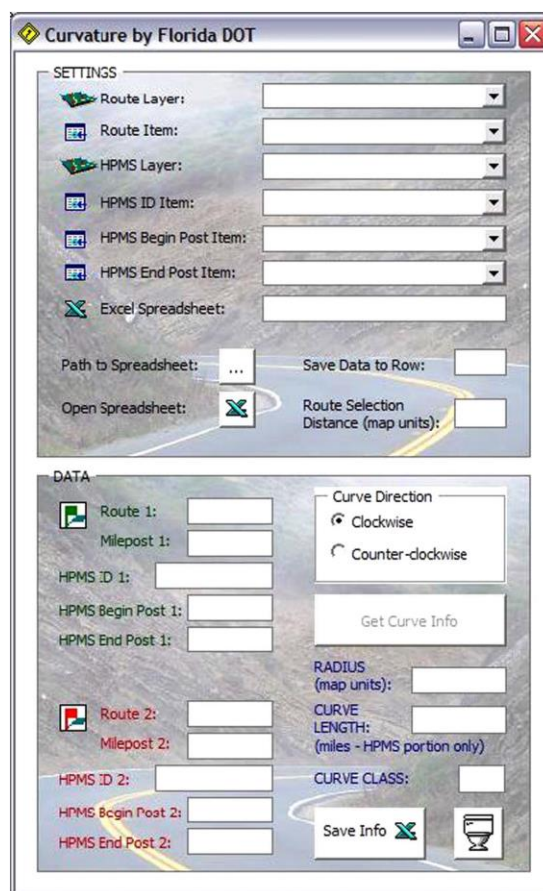 Curvature by Florida DOT
SETTINGS
Route Layer:
Route Item:
HPMS Layer:
HPMS ID Item:
HPMS Begin Post Item:
HPMS End Post Item:
Excel Spreadsheet:
Path to Spreadsheet: ...
Save Data to Row:
Open Spreadsheet:
Route Selection
Distance (map units):
DATA
Route 1:
Milepost 1:
HPMS ID 1:
HPMS Begin Post 1:
HPMS End Post 1:
Curve Direction
Clockwise
Counter-clockwise
Get Curve Info
RADIUS
(map units):
CURVE
LENGTH:
(miles - HPMS portion only)
CURVE CLASS:
Route 2:
Milepost 2:
HPMS ID 2:
HPMS Begin Post 2:
HPMS End Post 2:
Save Info